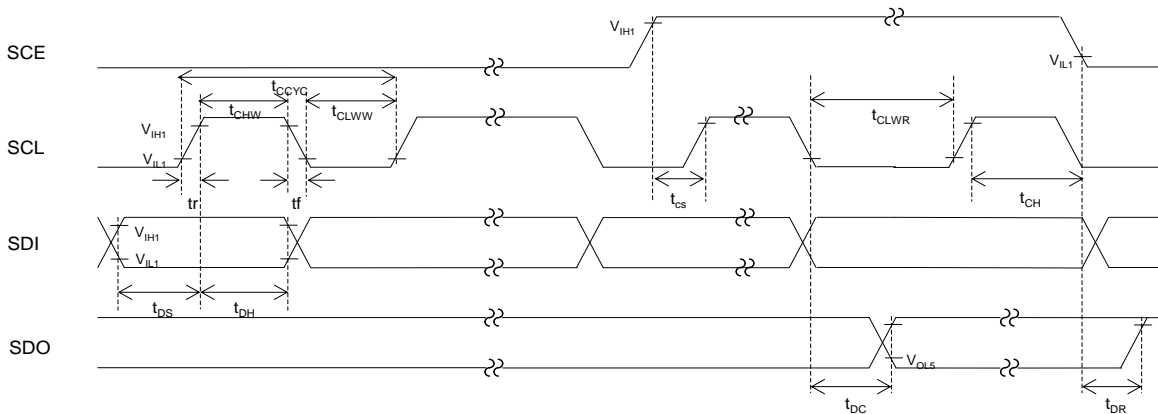 SCE
V_IH1
V_IL1
t_CCYC
t_CHW
t_CLWW
t_CLWR
SCL
V_IH1
V_IL1
tr
tf
t_cs
t_CH
SDI
V_IH1
V_IL1
t_DS
t_DH
SDO
V_OL5
t_DC
t_DR